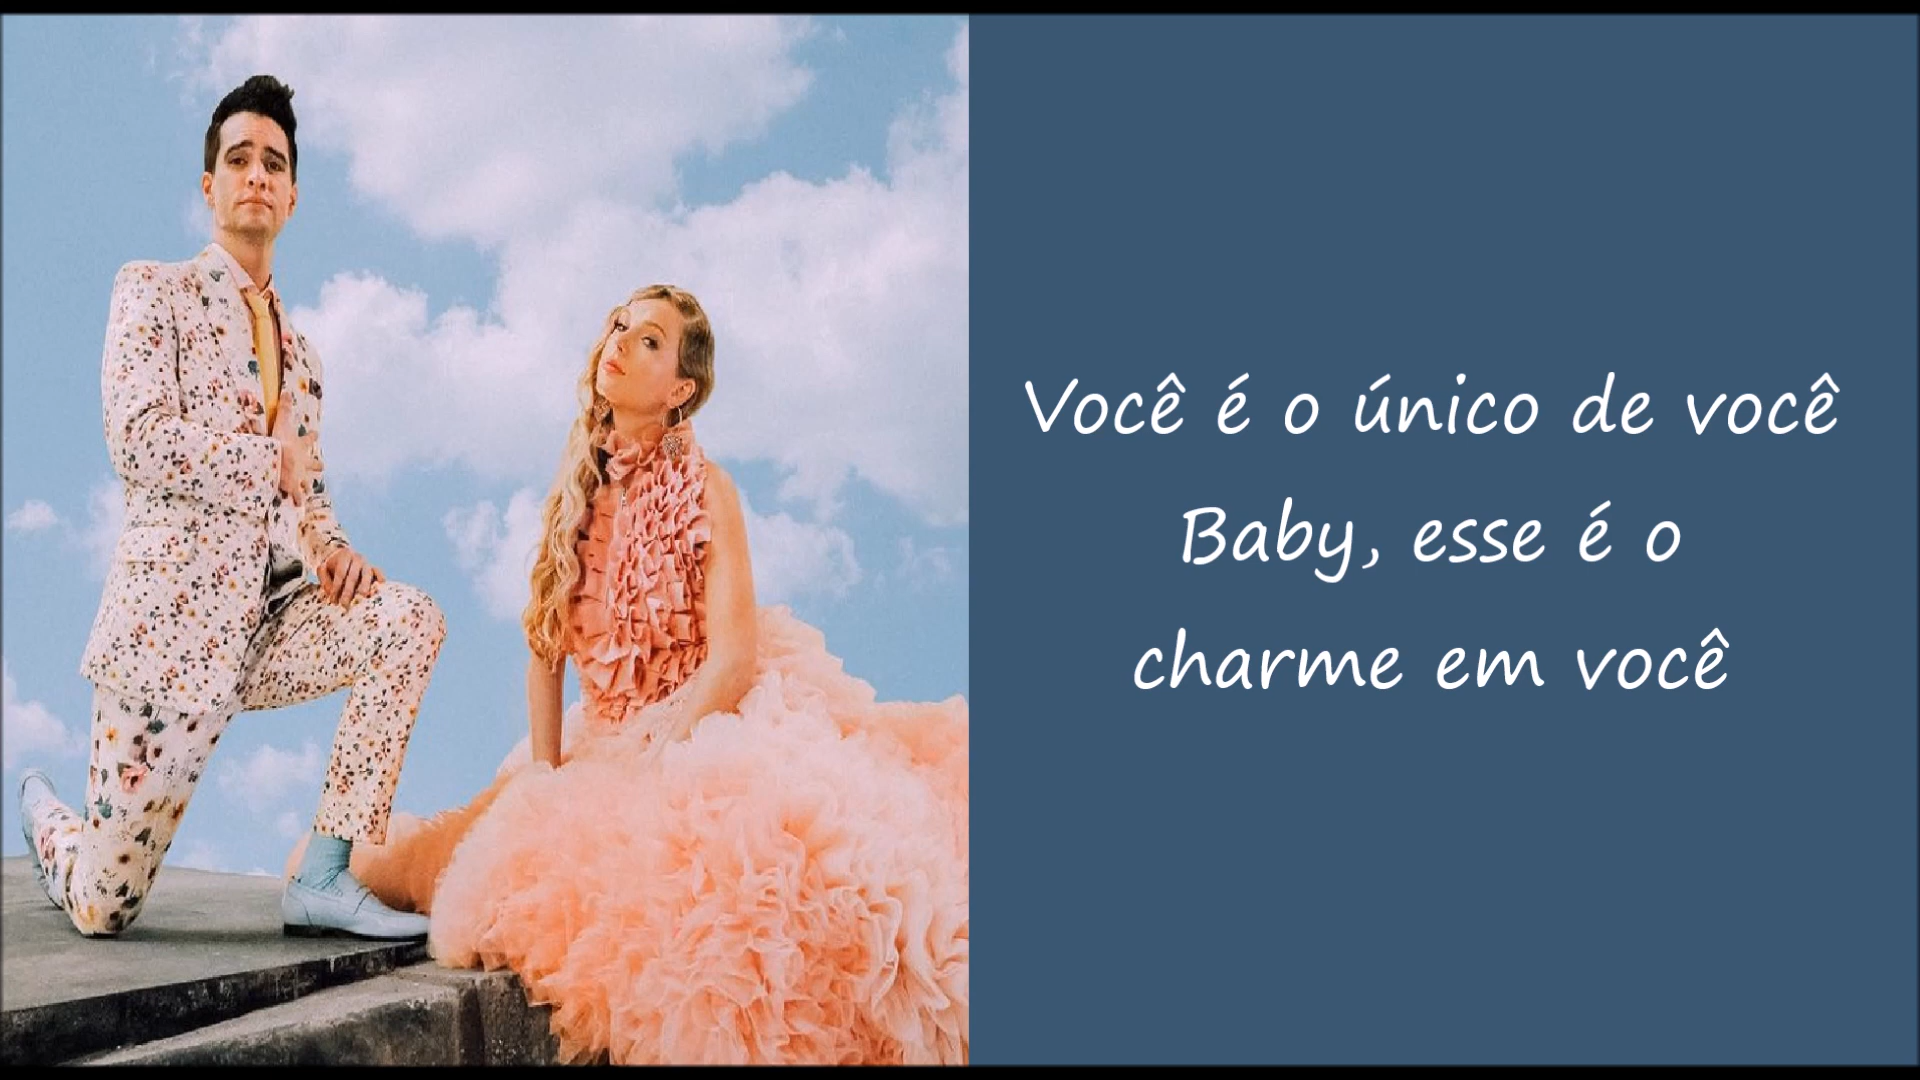 Você é o único de você
Baby, esse é o
charme em você